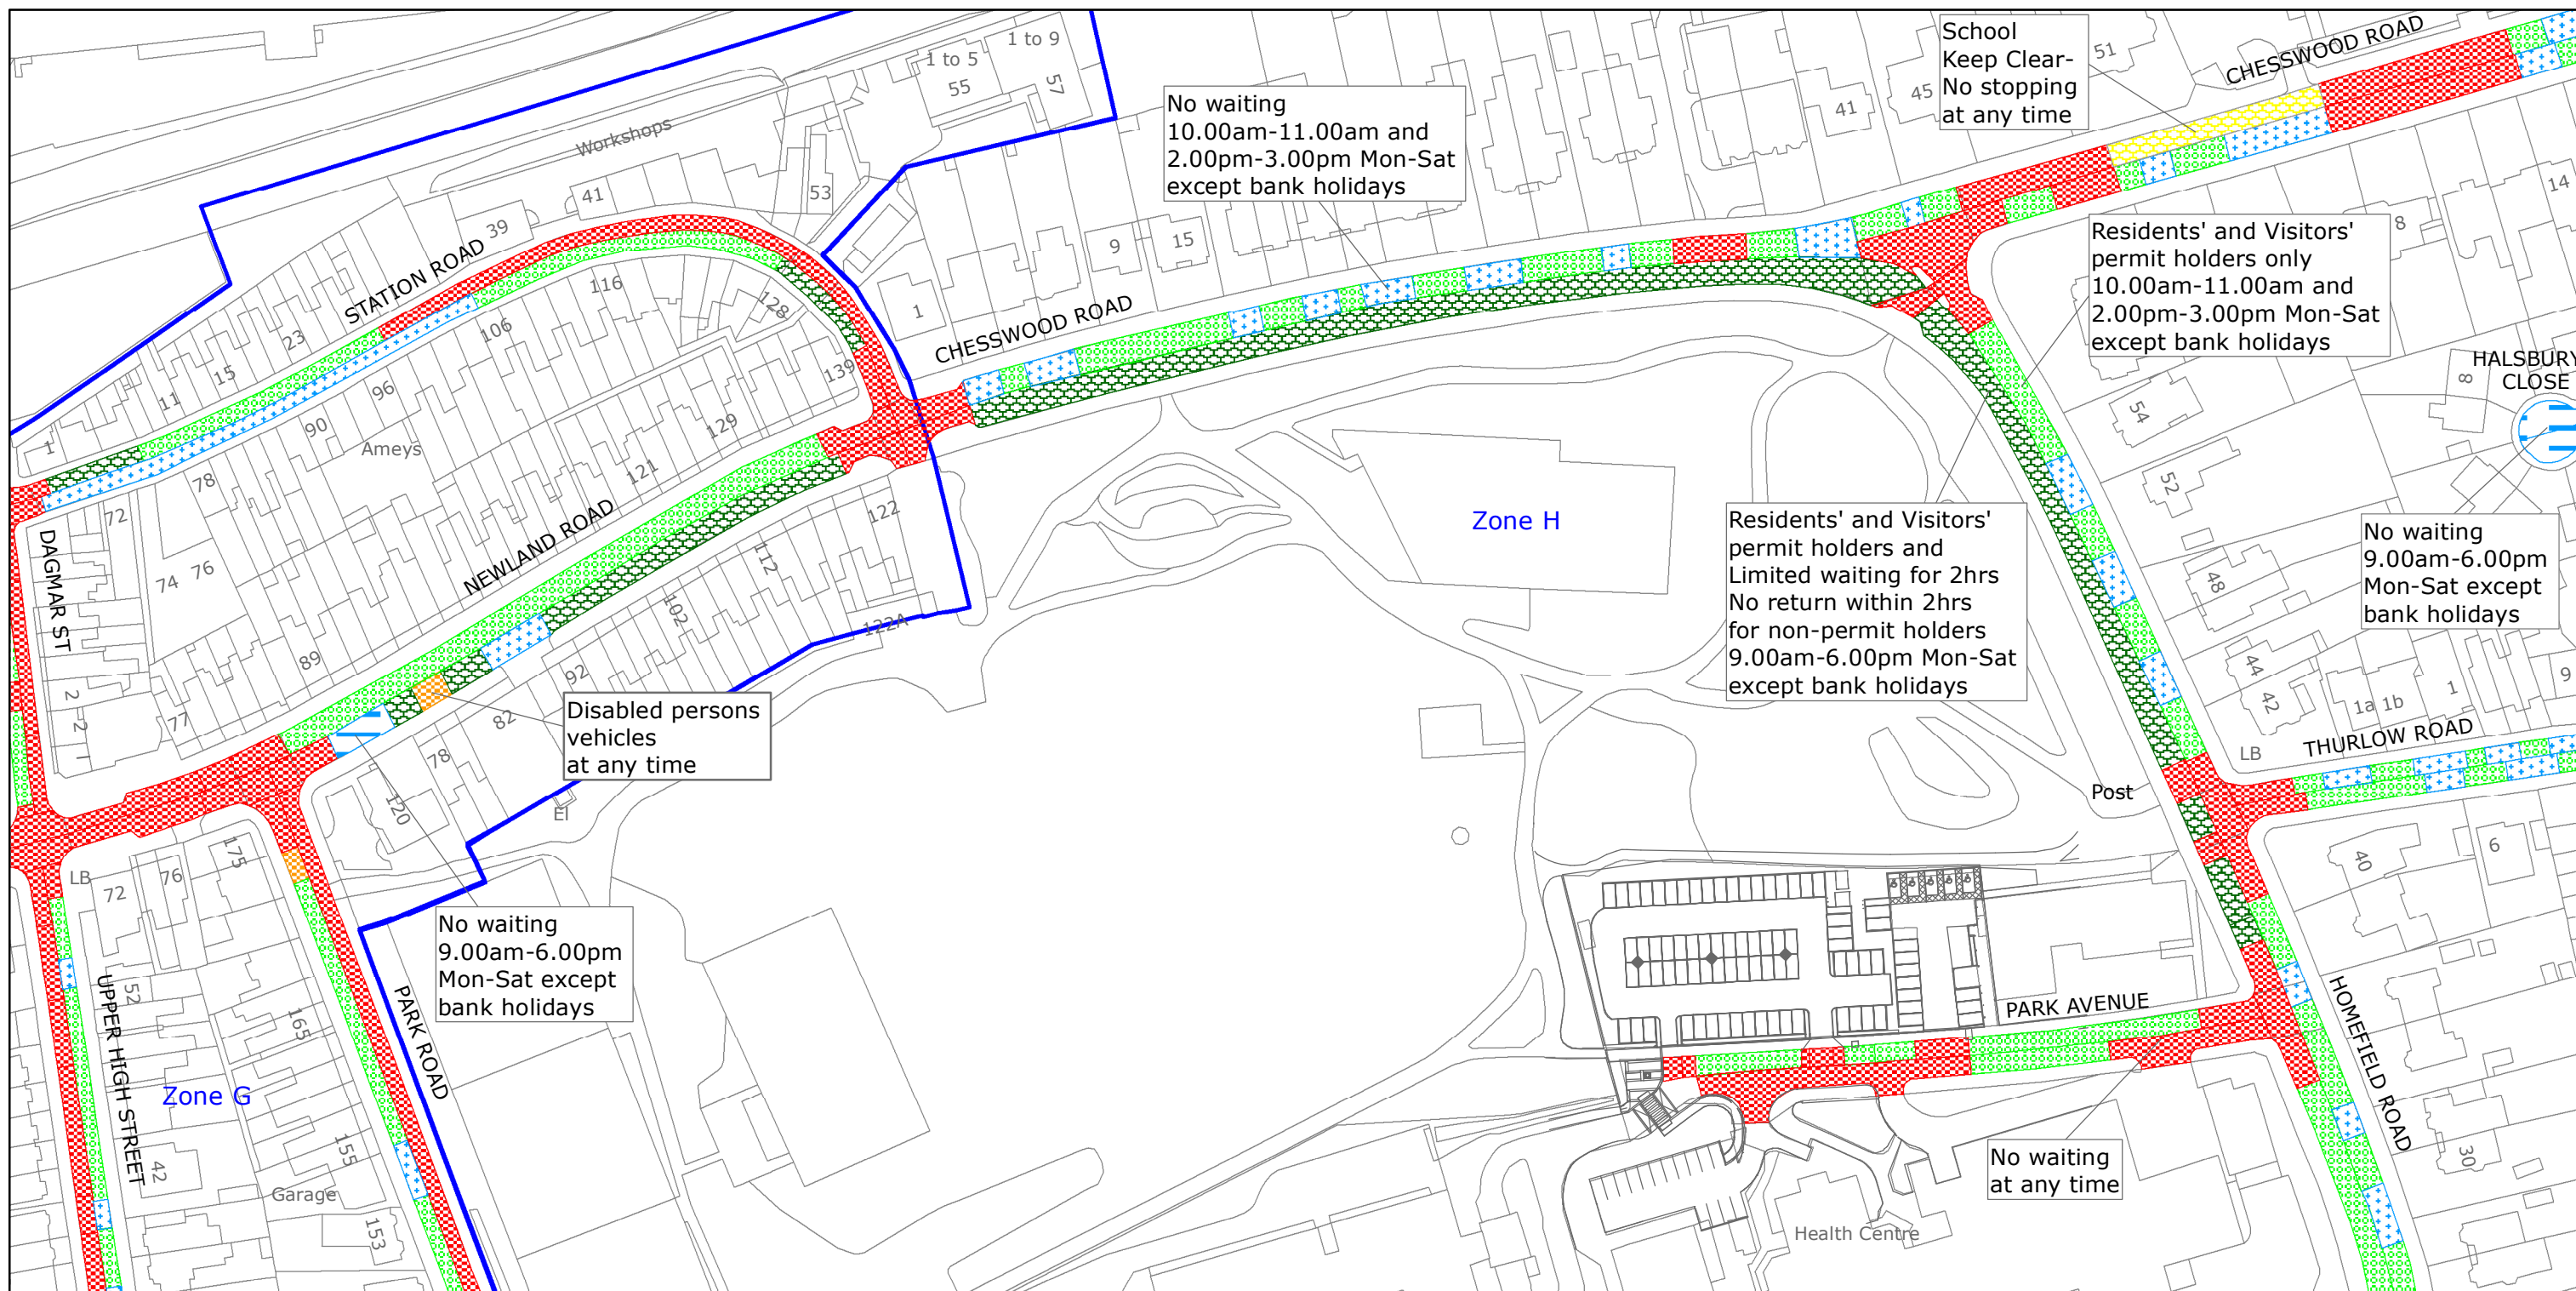 1 to 9
1 to 5
55
57
School
Keep Clear-
No stopping
at any time
51
CHESSWOOD ROAD
45
41
No waiting
10.00am-11.00am and
2.00pm-3.00pm Mon-Sat
except bank holidays
Workshops
53
41
39
STATION ROAD
116
106
128
139
23
15
11
1
96
90
78
72
Ameys
1
9
15
CHESSWOOD ROAD
129
121
Residents' and Visitors'
permit holders only
10.00am-11.00am and
2.00pm-3.00pm Mon-Sat
except bank holidays
14
8
HALSBURY
CLOSE
8
54
52
48
44
42
1a 1b
1
9
THURLOW ROAD
LB
No waiting
9.00am-6.00pm
Mon-Sat except
bank holidays
Zone H
Residents' and Visitors'
permit holders and
Limited waiting for 2hrs
No return within 2hrs
for non-permit holders
9.00am-6.00pm Mon-Sat
except bank holidays
Post
DAGMAR ST
74
76
NEWLAND ROAD
89
77
2
2
1
122
112
102
122A
92
82
78
120
El
Disabled persons
vehicles
at any time
No waiting
9.00am-6.00pm
Mon-Sat except
bank holidays
LB
72
76
175
52
165
UPPER HIGH STREET
Zone G
42
155
Garage
153
PARK ROAD
PARK AVENUE
No waiting
at any time
Health Centre
HOMEFIELD ROAD
40
6
30